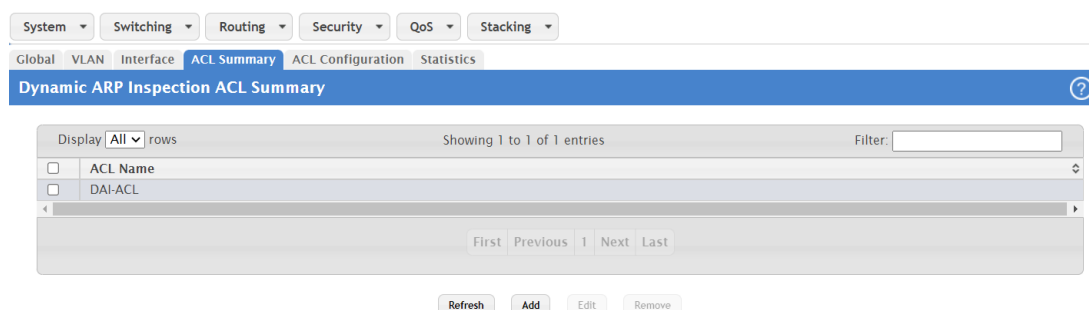 System Switching Routing Security QoS Stacking
Global VLAN Interface ACL Summary ACL Configuration Statistics
Dynamic ARP Inspection ACL Summary ?
Display All rows Showing 1 to 1 of 1 entries Filter:
ACL Name
DAI-ACL
First Previous 1 Next Last
Refresh Add Edit Remove